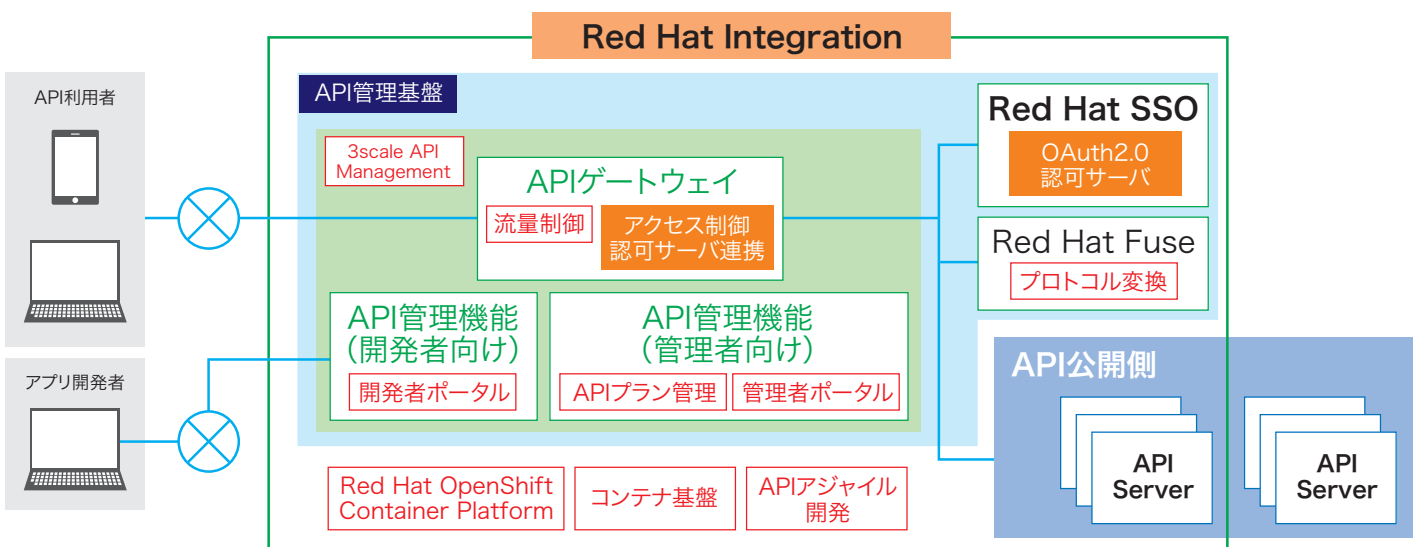 Red Hat Integration
API利用者
アプリ開発者
API管理基盤
3scale API
Management
APIゲートウェイ
流量制御
アクセス制御
認可サーバ連携
API管理機能
（開発者向け）
開発者ポータル
API管理機能
（管理者向け）
APIプラン管理
管理者ポータル
Red Hat SSO
OAuth2.0
認可サーバ
Red Hat Fuse
プロトコル変換
API公開側
API
Server
API
Server
Red Hat OpenShift
Container Platform
コンテナ基盤
APIアジャイル
開発